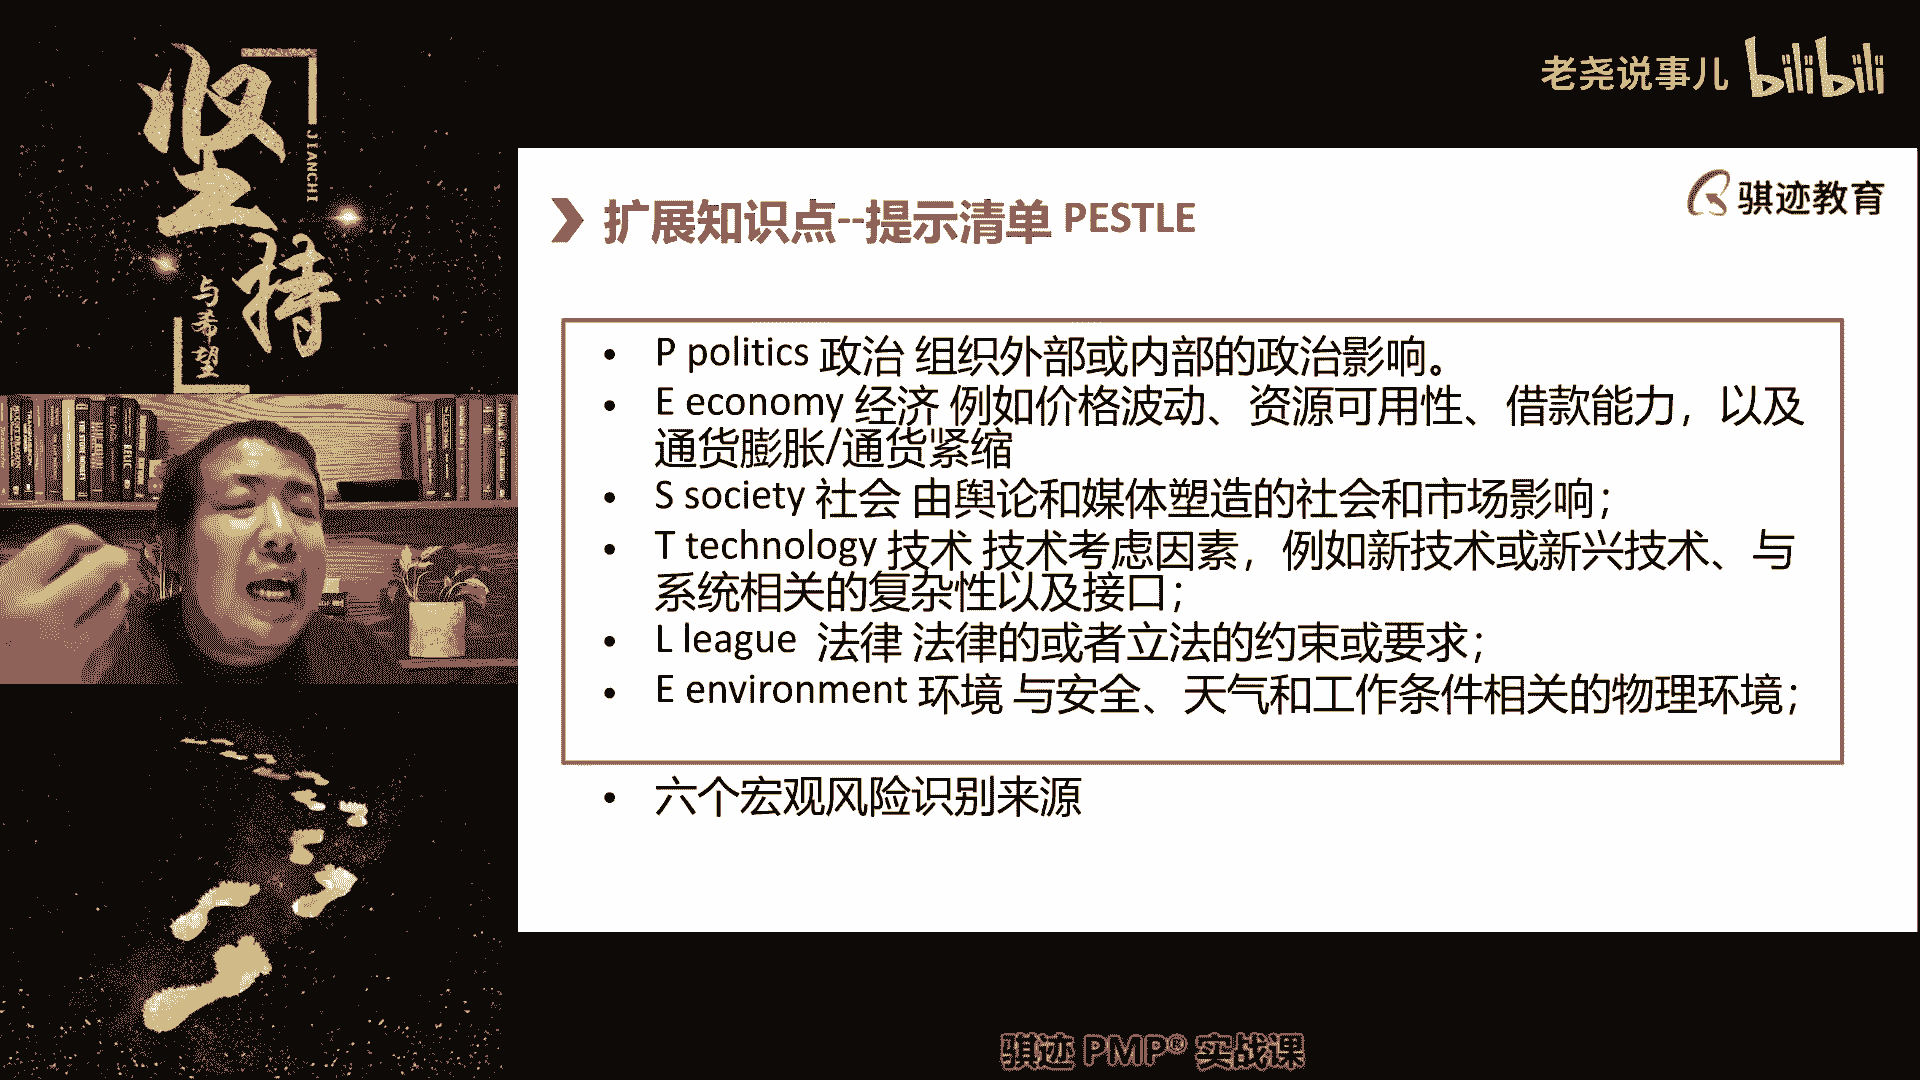 坚持
JIANCHI
与希望
老尧说事儿 bilibili
骐迹教育
扩展知识点--提示清单 PESTLE
• P politics 政治 组织外部或内部的政治影响。
• E economy 经济 例如价格波动、资源可用性、借款能力，以及
通货膨胀/通货紧缩
• S society 社会 由舆论和媒体塑造的社会和市场影响；
• T technology 技术 技术考虑因素，例如新技术或新兴技术、与
系统相关的复杂性以及接口；
• L league 法律 法律的或者立法的约束或要求；
• E environment 环境 与安全、天气和工作条件相关的物理环境；
• 六个宏观风险识别来源
骐迹 PMP® 实战课